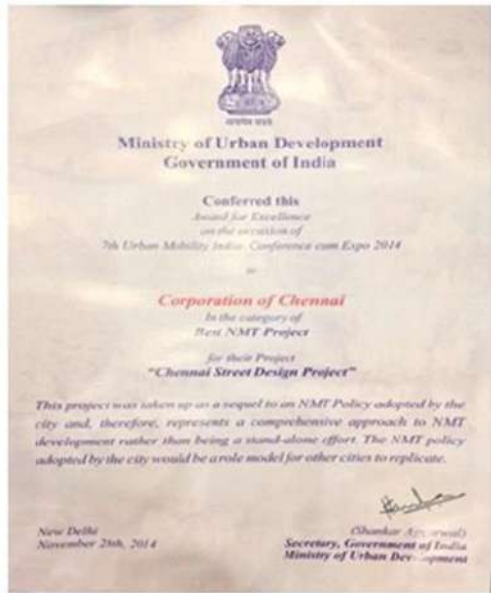 Ministry of Urban Development
Government of India
Conferred this
Award for Excellence
on the occasion of
7th Urban Mobility India Conference cum Expo 2014
to
Corporation of Chennai
In the category of
Best NMT Project
for their Project
"Chennai Street Design Project"
This project was taken up as a sequel to an NMT Policy adopted by the
city and, therefore, represents a comprehensive approach to NMT
development rather than being a stand-alone effort. The NMT policy
adopted by the city would be a role model for other cities to replicate.
New Delhi
November 28th, 2014
(Shankar Aggarwal)
Secretary, Government of India
Ministry of Urban Development